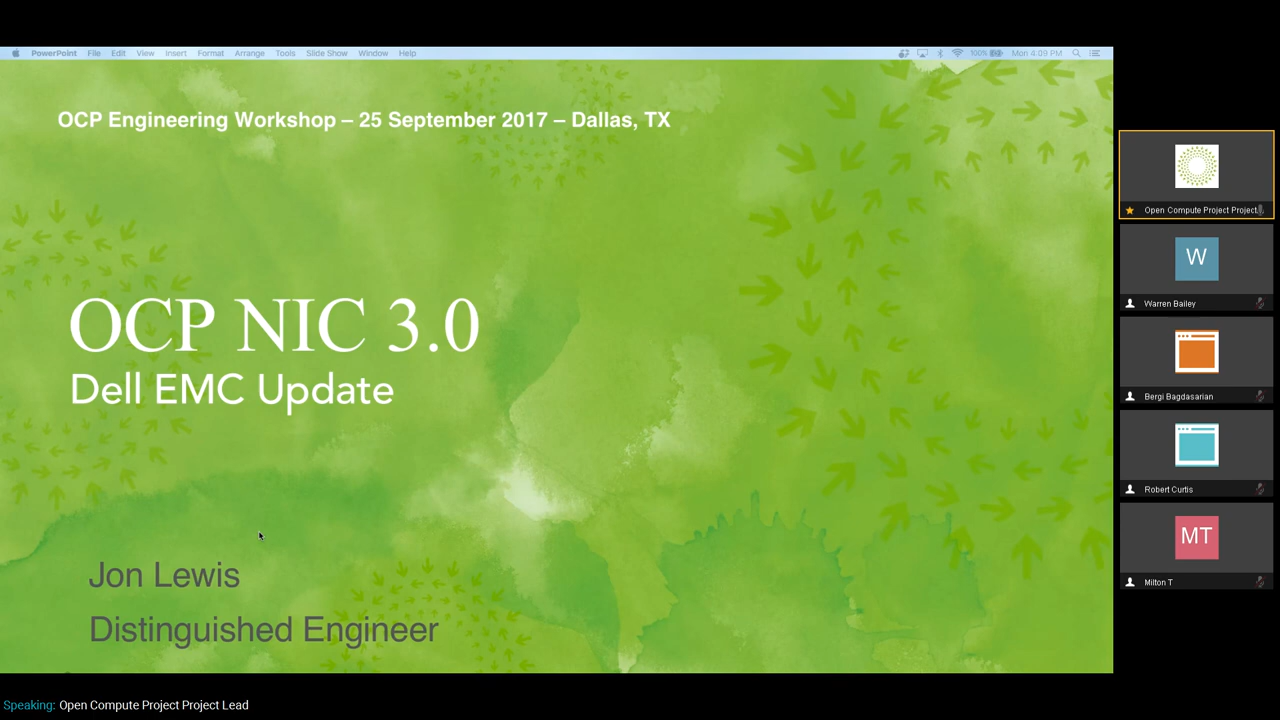 PowerPoint File Edit View Insert Format Arrange Tools Slide Show Window Help 100% Mon 4:09 PM
OCP Engineering Workshop – 25 September 2017 – Dallas, TX
OCP NIC 3.0
Dell EMC Update
Jon Lewis
Distinguished Engineer
Open Compute Project Project
W
Warren Bailey
Bergi Bagdasarian
Robert Curtis
MT
Milton T
Speaking: Open Compute Project Project Lead